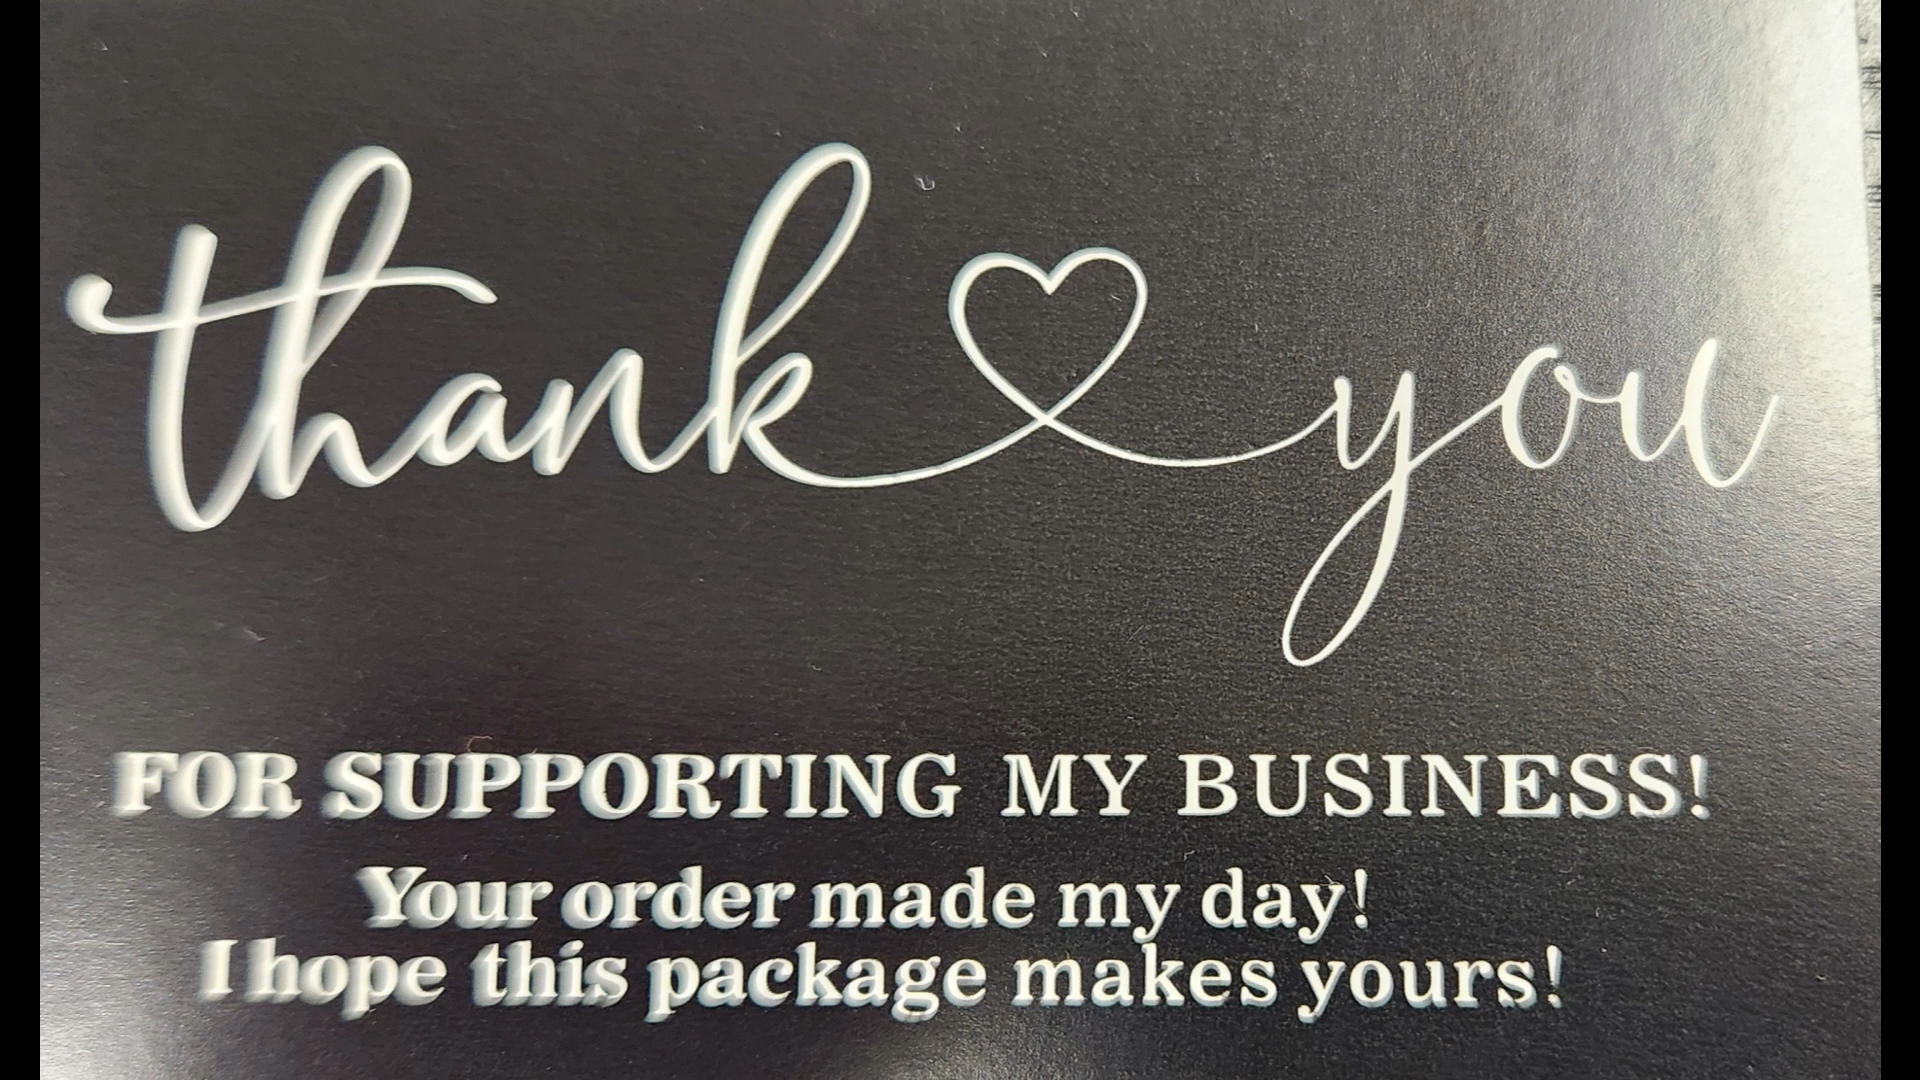 thank you
FOR SUPPORTING MY BUSINESS!
Your order made my day!
I hope this package makes yours!